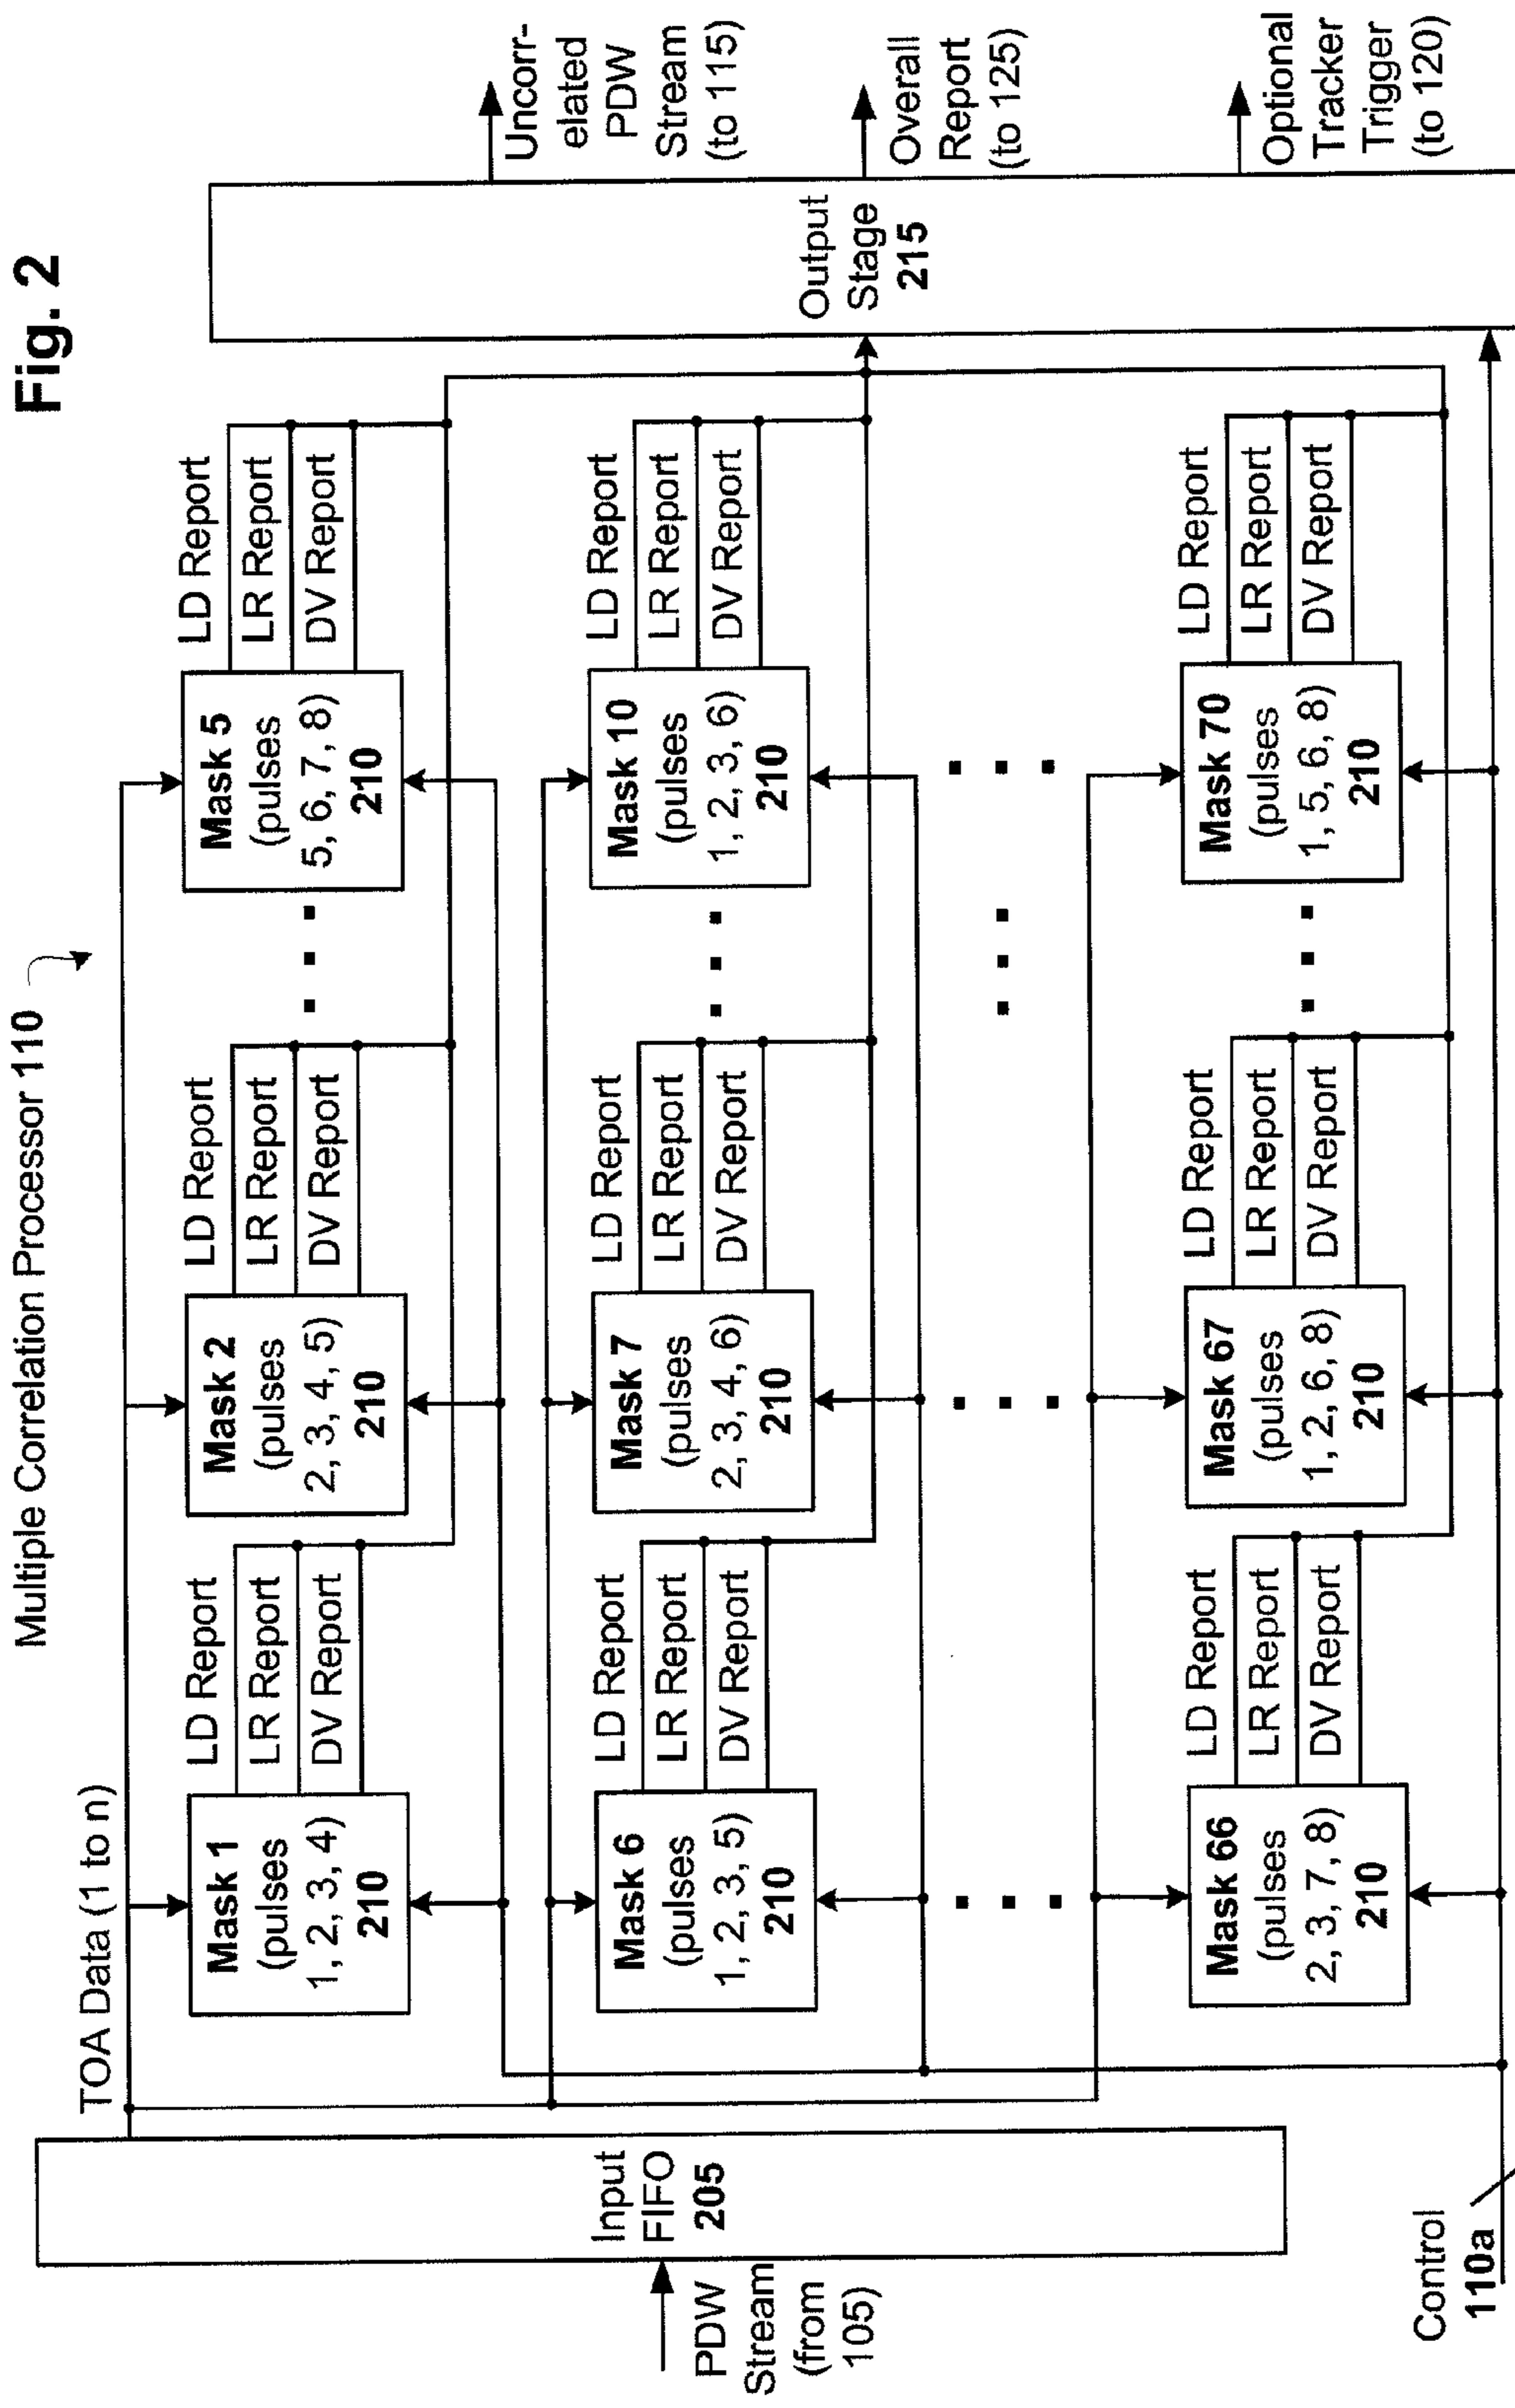 Fig. 2
Multiple Correlation Processor 110
TOA Data (1 to n)
PDW
Stream
(from
105)
Input
FIFO
205
Control
110a
Mask 1
(pulses
1, 2, 3, 4)
210
LD Report
LR Report
DV Report
Mask 2
(pulses
2, 3, 4, 5)
210
LD Report
LR Report
DV Report
Mask 5
(pulses
5, 6, 7, 8)
210
LD Report
LR Report
DV Report
Mask 6
(pulses
1, 2, 3, 5)
210
LD Report
LR Report
DV Report
Mask 7
(pulses
2, 3, 4, 6)
210
LD Report
LR Report
DV Report
Mask 10
(pulses
1, 2, 3, 6)
210
LD Report
LR Report
DV Report
Mask 66
(pulses
2, 3, 7, 8)
210
LD Report
LR Report
DV Report
Mask 67
(pulses
1, 2, 6, 8)
210
LD Report
LR Report
DV Report
Mask 70
(pulses
1, 5, 6, 8)
210
LD Report
LR Report
DV Report
Output
Stage
215
Uncorr-
elated
PDW
Stream
(to 115)
Overall
Report
(to 125)
Optional
Tracker
Trigger
(to 120)